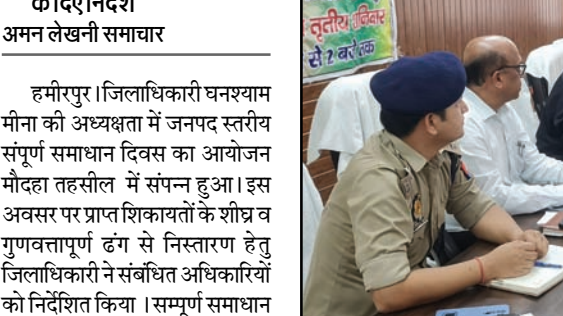 के दिए निर्देश
अमन लेखनी समाचार
हमीरपुर।जिलाधिकारी घनश्याम
मीना की अध्यक्षता में जनपद स्तरीय
संपूर्ण समाधान दिवस का आयोजन
मौदहा तहसील में संपन्न हुआ। इस
अवसर पर प्राप्त शिकायतों के शीघ्र व
गुणवत्तापूर्ण ढंग से निस्तारण हेतु
जिलाधिकारी ने संबंधित अधिकारियों
को निर्देशित किया । सम्पूर्ण समाधान
तृतीय शनिवार
से 2 बजे तक